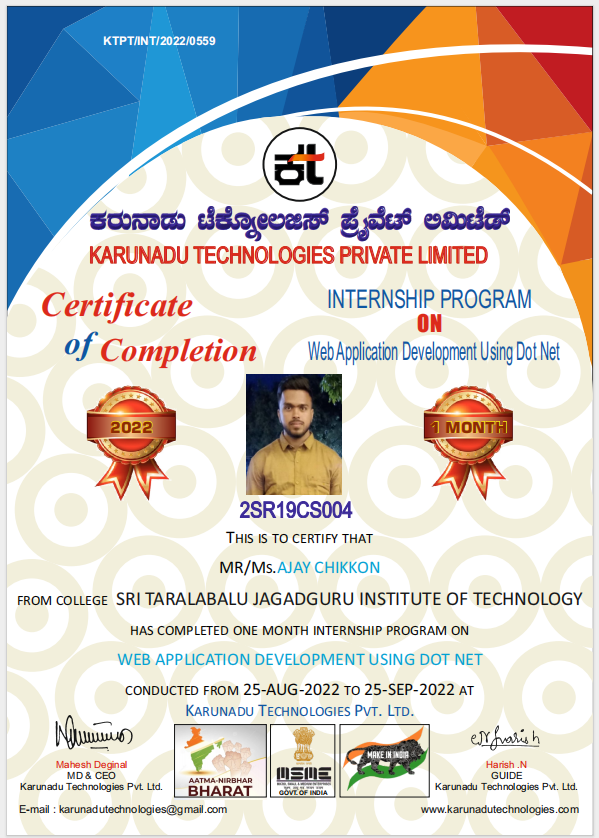 KTPT/INT/2022/0559
ಕರುನಾಡು ಟೆಕ್ನೋಲಜಿಸ್ ಪ್ರೈವೆಟ್ ಲಿಮಿಟೆಡ್
KARUNADU TECHNOLOGIES PRIVATE LIMITED
Certificate
of Completion
INTERNSHIP PROGRAM
ON
Web Application Development Using Dot Net
2022
1 MONTH
2SR19CS004
THIS IS TO CERTIFY THAT
MR/MS.AJAY CHIKKON
FROM COLLEGE SRI TARALABALU JAGADGURU INSTITUTE OF TECHNOLOGY
HAS COMPLETED ONE MONTH INTERNSHIP PROGRAM ON
WEB APPLICATION DEVELOPMENT USING DOT NET
CONDUCTED FROM 25-AUG-2022 TO 25-SEP-2022 AT
KARUNADU TECHNOLOGIES PVT. LTD.
Mahesh Deginal
MD & CEO
Karunadu Technologies Pvt. Ltd.
AATMA-NIRBHAR
BHARAT
MSME
MICRO, SMALL & MEDIUM ENTERPRISES
GOVT. OF INDIA
MAKE IN INDIA
Harish .N
GUIDE
Karunadu Technologies Pvt. Ltd.
E-mail : karunadutechnologies@gmail.com
www.karunadutechnologies.com